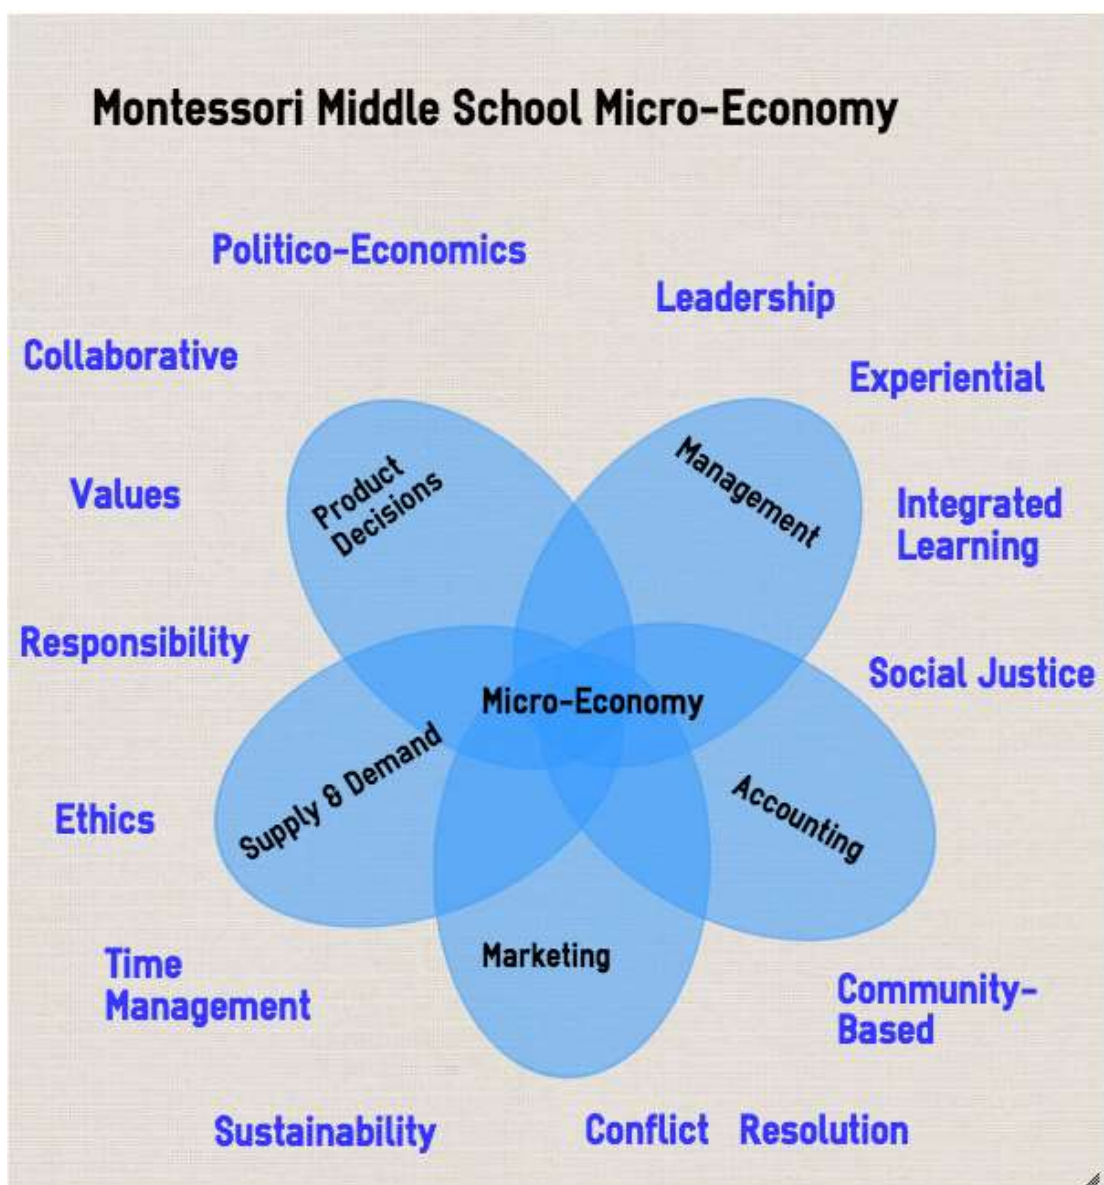 Montessori Middle School Micro-Economy
Politico-Economics
Leadership
Collaborative
Experiential
Product
Decisions
Management
Values
Integrated
Learning
Responsibility
Social Justice
Micro-Economy
Supply & Demand
Accounting
Ethics
Marketing
Time
Management
Community-
Based
Sustainability
Conflict Resolution